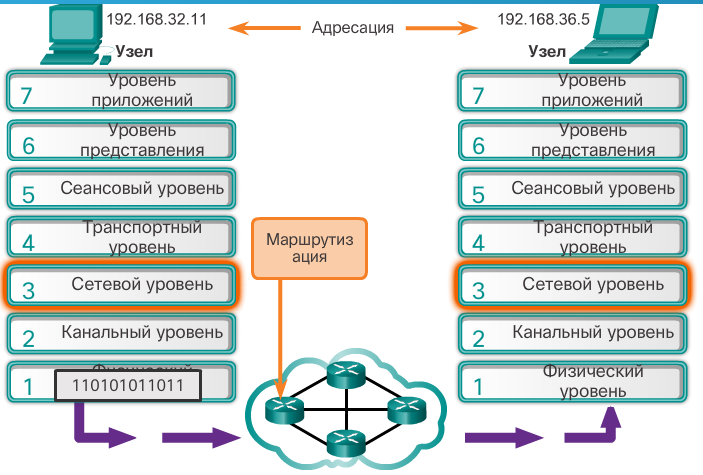 192.168.32.11
Адресация
192.168.36.5
Узел
Узел
7
Уровень
приложений
6
Уровень
представления
5
Сеансовый уровень
4
Транспортный
уровень
3
Сетевой уровень
2
Канальный уровень
1
Физический
110101011011
Маршрутиз
ация
7
Уровень
приложений
6
Уровень
представления
5
Сеансовый уровень
4
Транспортный
уровень
3
Сетевой уровень
2
Канальный уровень
1
Физический
уровень